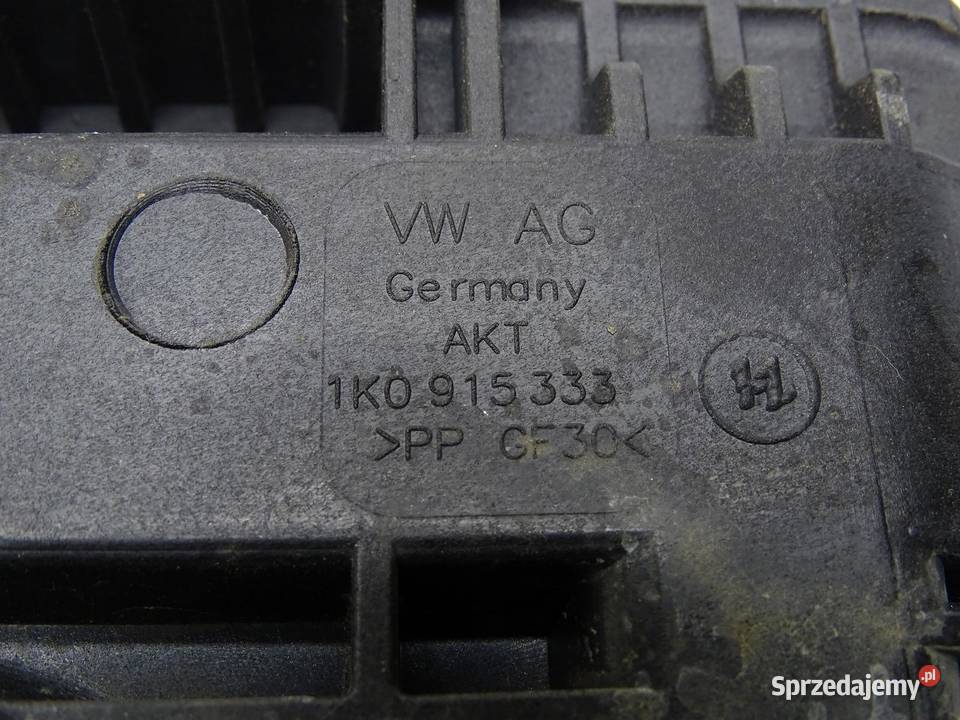 VW AG
Germany
AKT
1K0 915 333
>PP GF30<
Sprzedajemy.pl